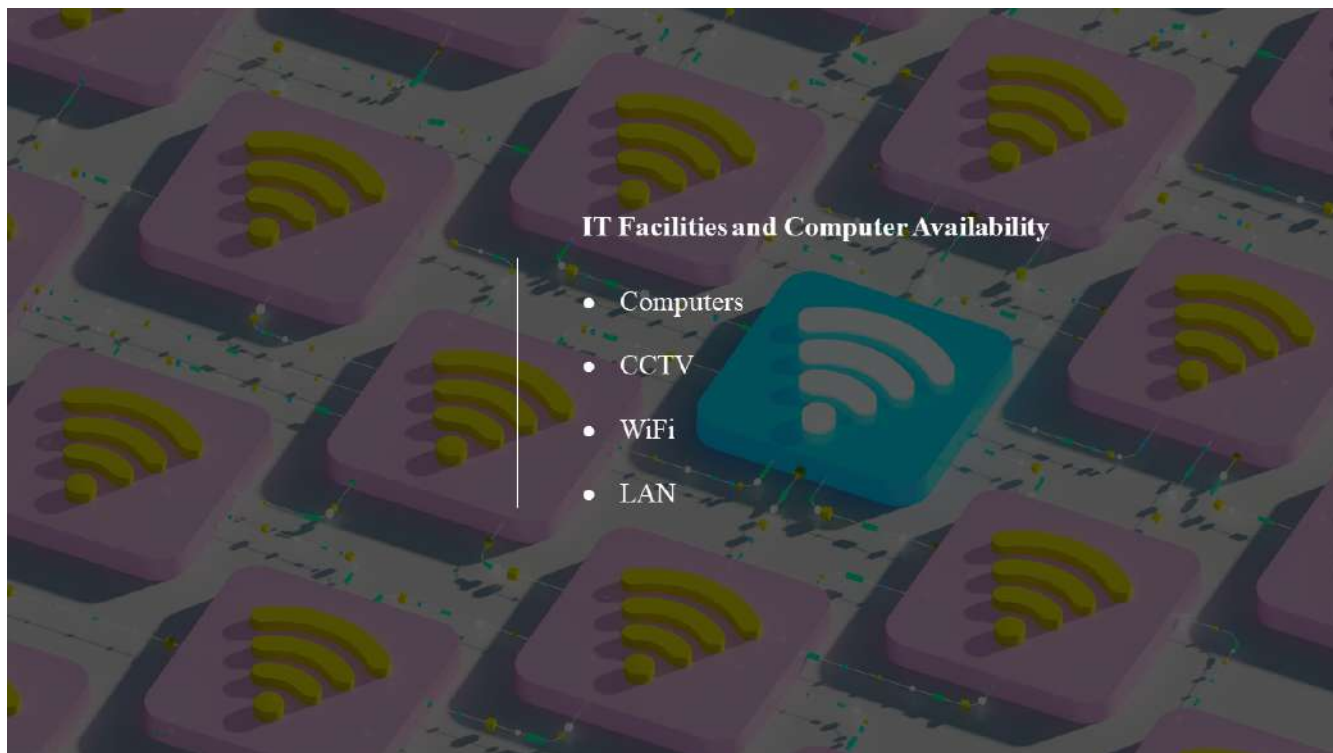 IT Facilities and Computer Availability
● Computers
● CCTV
● WiFi
● LAN